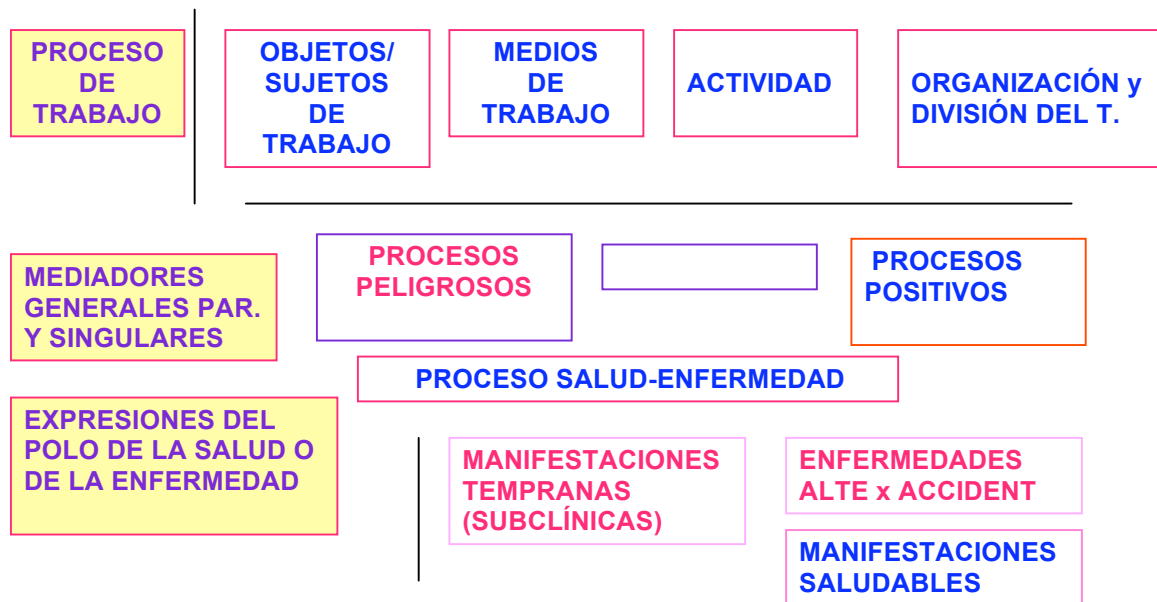 PROCESO
DE
TRABAJO
OBJETOS/
SUJETOS
DE
TRABAJO
MEDIOS
DE
TRABAJO
ACTIVIDAD
ORGANIZACIÓN y
DIVISIÓN DEL T.
MEDIADORES
GENERALES PAR.
Y SINGULARES
PROCESOS
PELIGROSOS
PROCESOS
POSITIVOS
PROCESO SALUD-ENFERMEDAD
EXPRESIONES DEL
POLO DE LA SALUD O
DE LA ENFERMEDAD
MANIFESTACIONES
TEMPRANAS
(SUBCLÍNICAS)
ENFERMEDADES
ALTE x ACCIDENT
MANIFESTACIONES
SALUDABLES